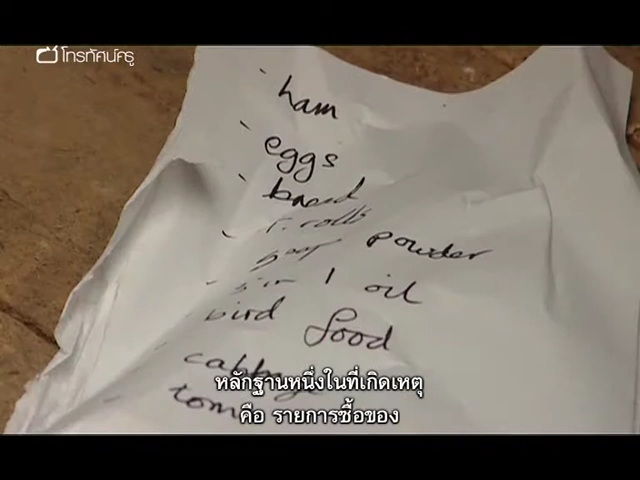 โทรทัศน์ครู
ham
eggs
bread
t. rolls
soap powder
oil
bird food
cabbage
หลักฐานหนึ่งในที่เกิดเหตุ
คือ รายการซื้อของ